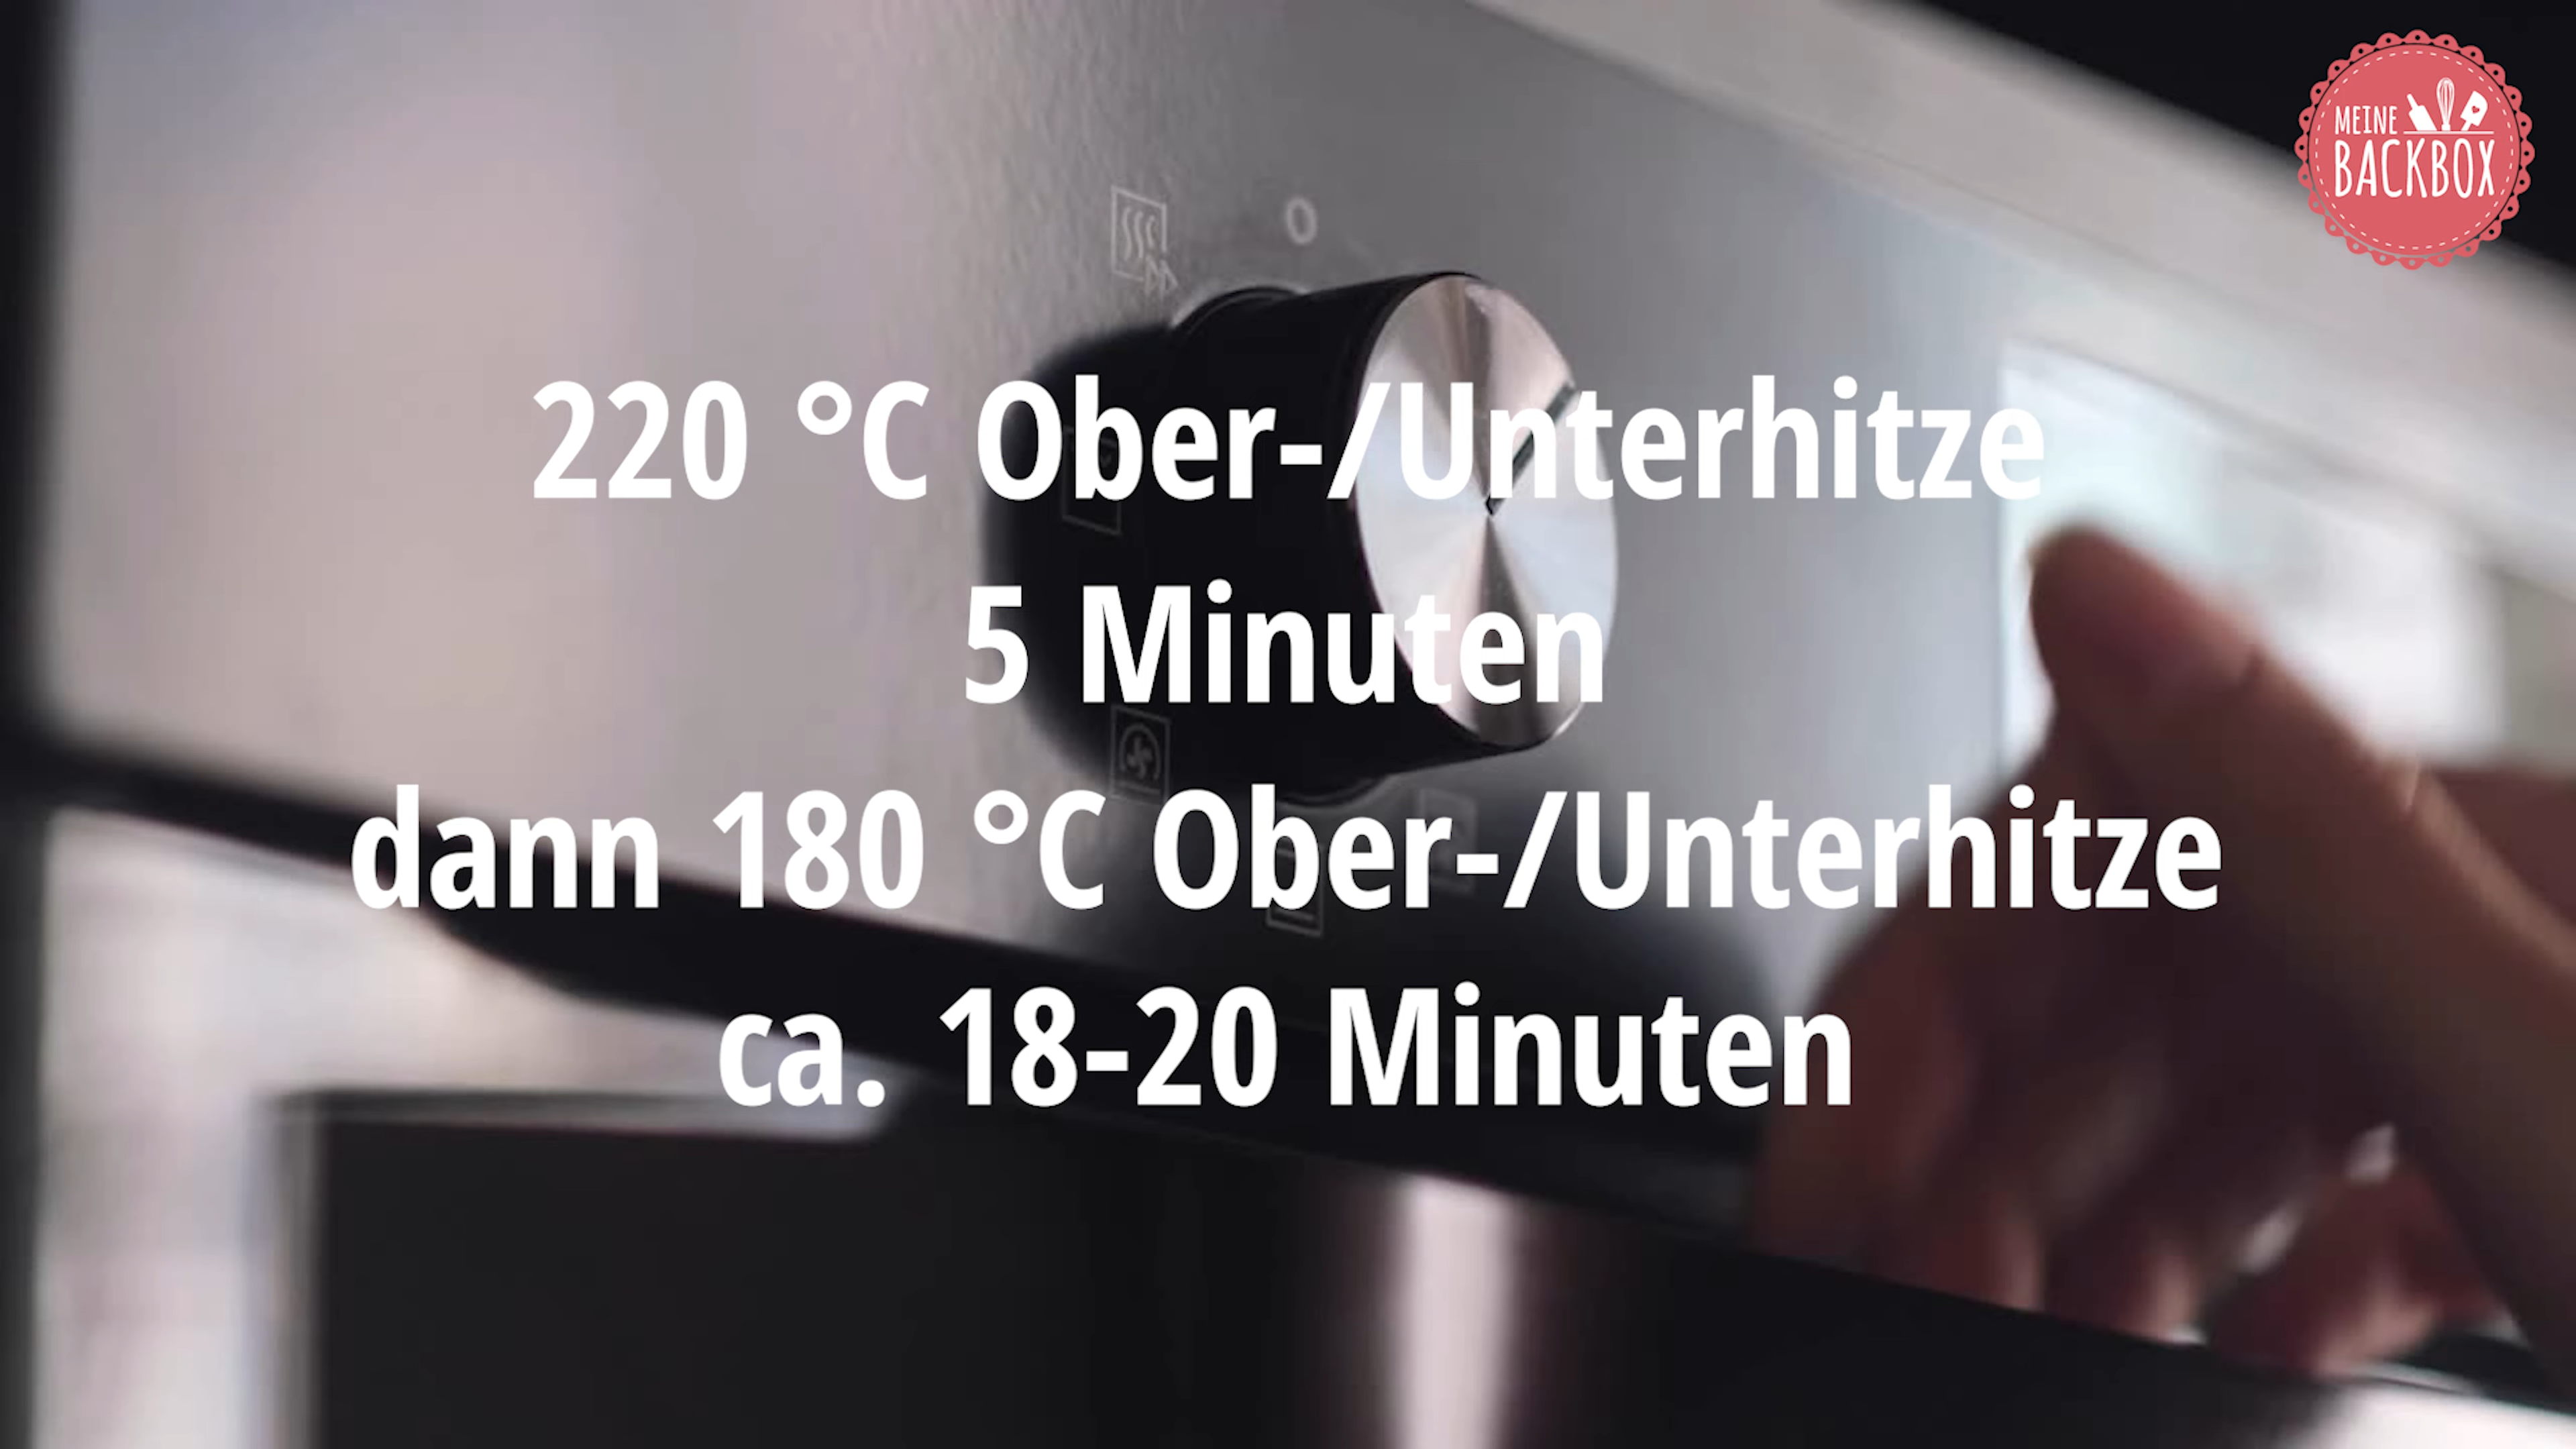 MEINE
BACKBOX
220 °C Ober-/Unterhitze
5 Minuten
dann 180 °C Ober-/Unterhitze
ca. 18-20 Minuten